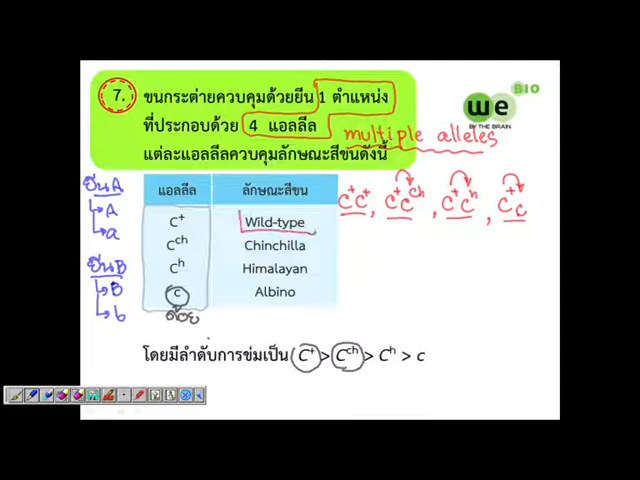 7. ขนกระต่ายควบคุมด้วยยีน 1 ตำแหน่ง
ที่ประกอบด้วย 4 แอลลีล
multiple alleles
แต่ละแอลลีลควบคุมลักษณะสีขนดังนี้
BIO
we
BY THE BRAIN
แอลลีล ลักษณะสีขน
C+ Wild-type
Cch Chinchilla
Ch Himalayan
c Albino
ด้อย
C+C+, C+Cch, C+Ch, C+c
ยีน A
A
a
ยีน B
B
b
โดยมีลำดับการข่มเป็น C+ > Cch > Ch > c